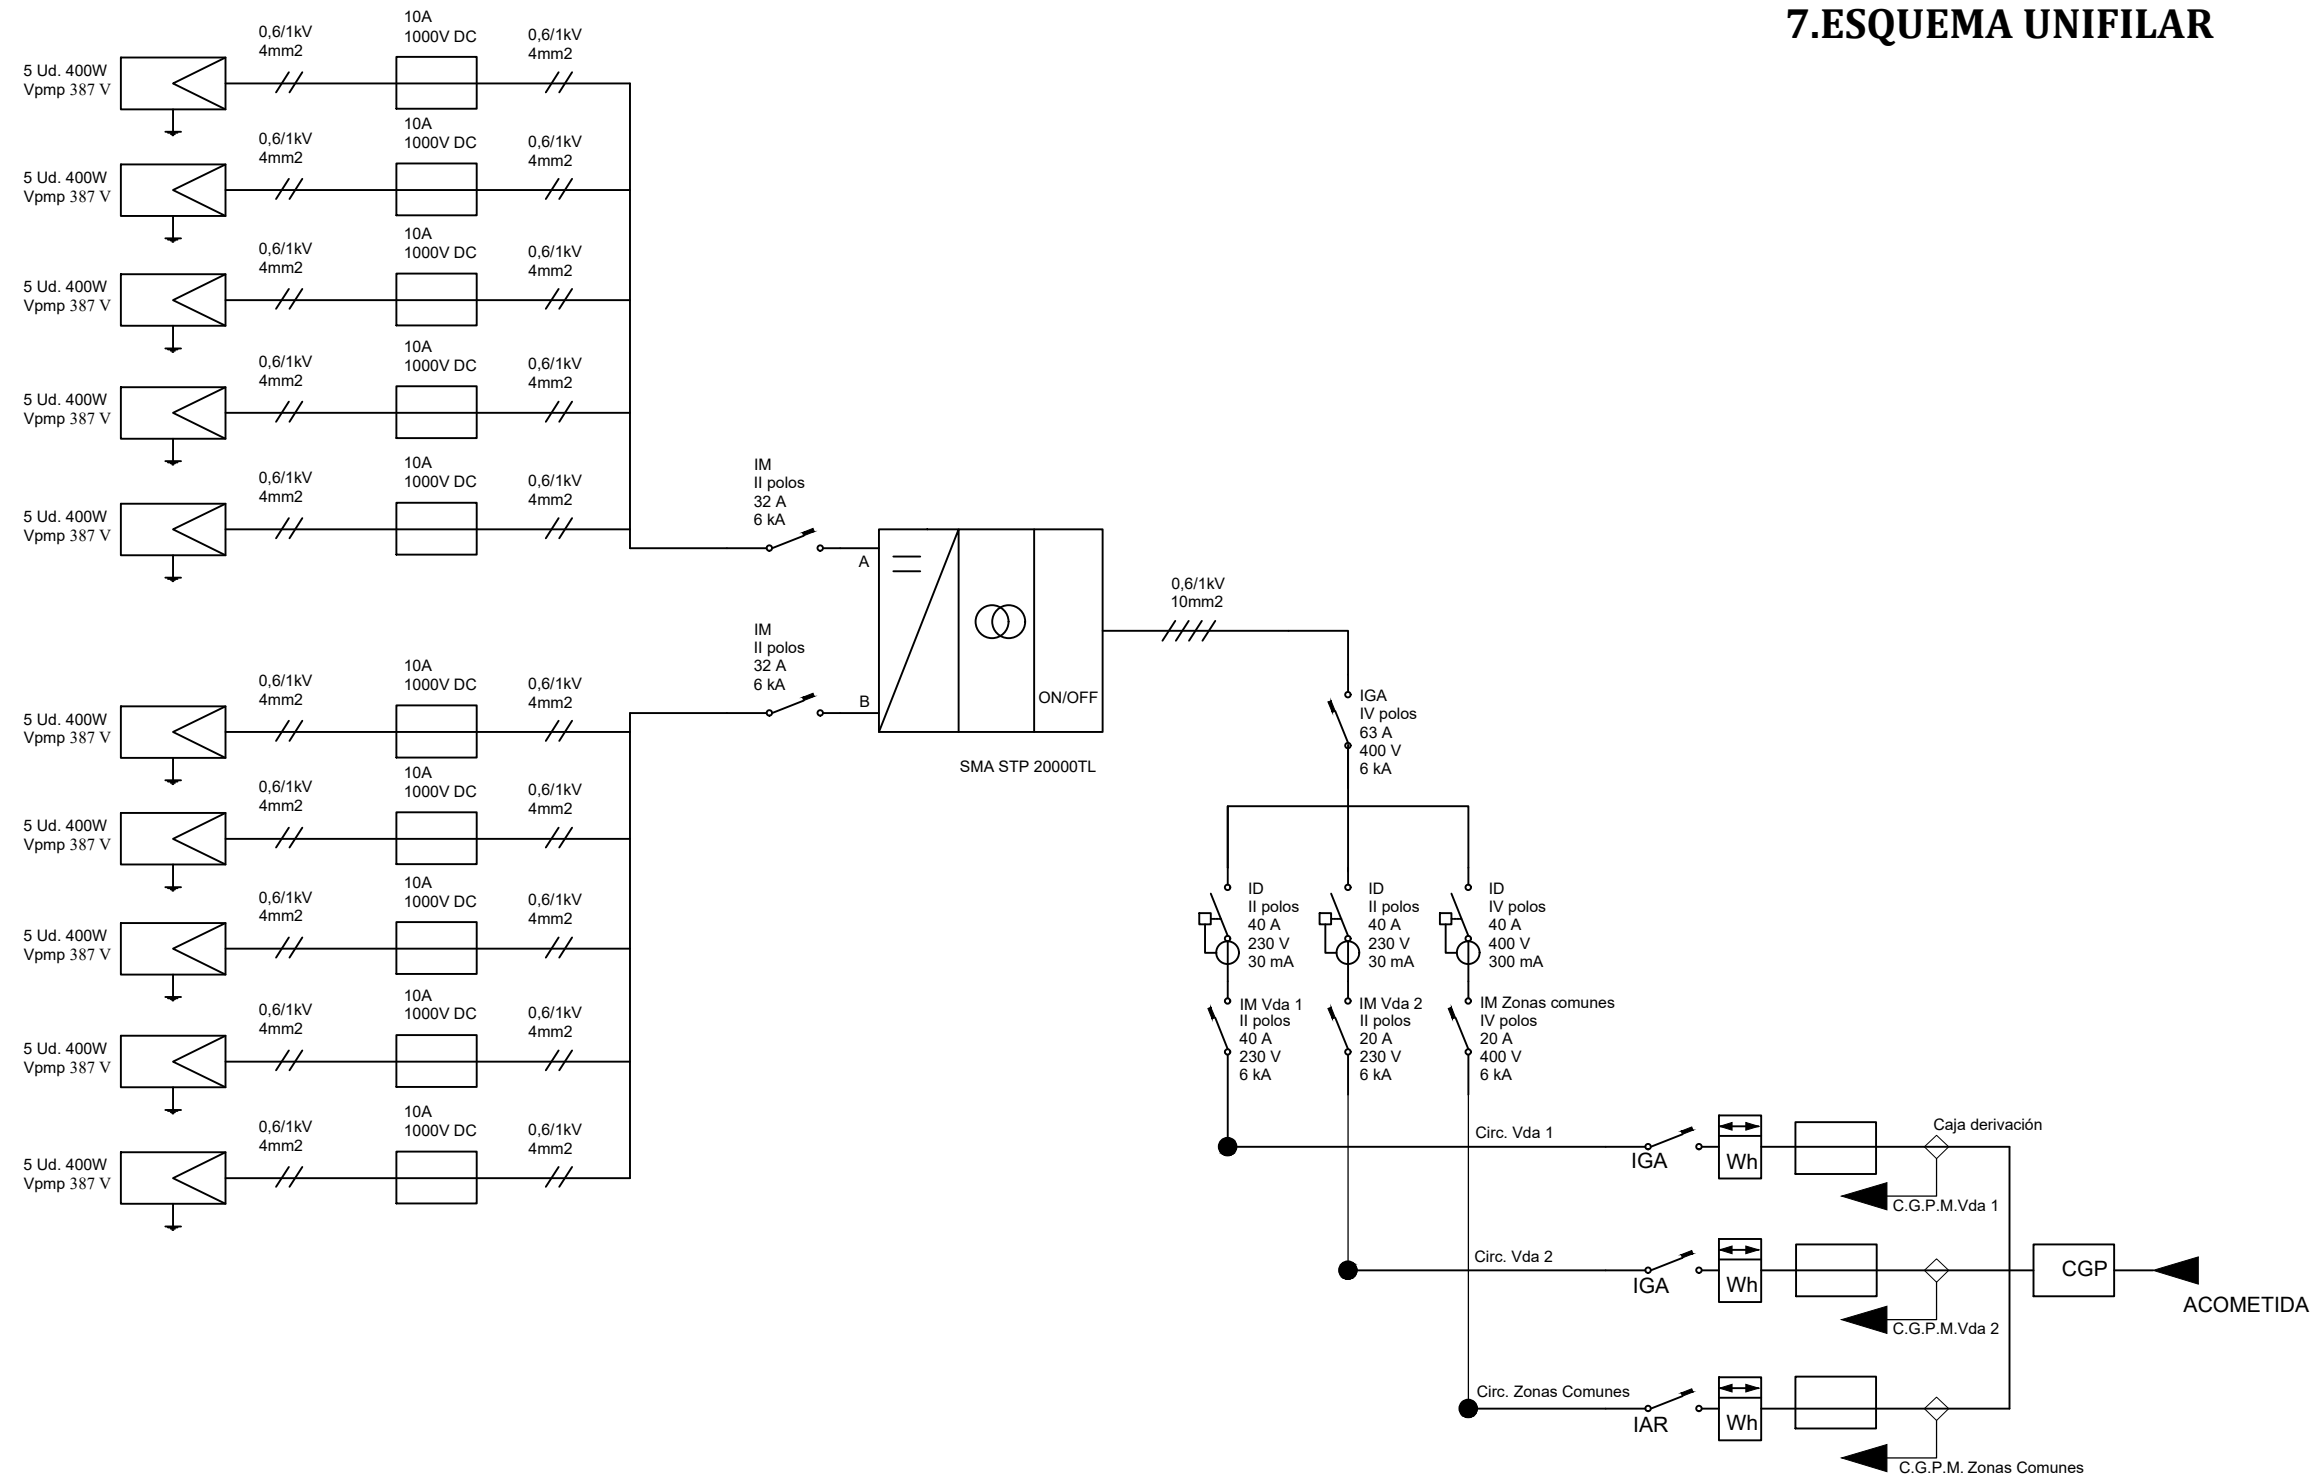 7.ESQUEMA UNIFILAR
5 Ud. 400W
Vpmp 387 V
0,6/1kV
4mm2
10A
1000V DC
0,6/1kV
4mm2
5 Ud. 400W
Vpmp 387 V
0,6/1kV
4mm2
10A
1000V DC
0,6/1kV
4mm2
5 Ud. 400W
Vpmp 387 V
0,6/1kV
4mm2
10A
1000V DC
0,6/1kV
4mm2
5 Ud. 400W
Vpmp 387 V
0,6/1kV
4mm2
10A
1000V DC
0,6/1kV
4mm2
5 Ud. 400W
Vpmp 387 V
0,6/1kV
4mm2
10A
1000V DC
0,6/1kV
4mm2
IM
II polos
32 A
6 kA
A
IM
II polos
32 A
6 kA
B
ON/OFF
SMA STP 20000TL
0,6/1kV
10mm2
5 Ud. 400W
Vpmp 387 V
0,6/1kV
4mm2
10A
1000V DC
0,6/1kV
4mm2
5 Ud. 400W
Vpmp 387 V
0,6/1kV
4mm2
10A
1000V DC
0,6/1kV
4mm2
5 Ud. 400W
Vpmp 387 V
0,6/1kV
4mm2
10A
1000V DC
0,6/1kV
4mm2
5 Ud. 400W
Vpmp 387 V
0,6/1kV
4mm2
10A
1000V DC
0,6/1kV
4mm2
5 Ud. 400W
Vpmp 387 V
0,6/1kV
4mm2
10A
1000V DC
0,6/1kV
4mm2
IGA
IV polos
63 A
400 V
6 kA
ID
II polos
40 A
230 V
30 mA
ID
II polos
40 A
230 V
30 mA
ID
IV polos
40 A
400 V
300 mA
IM Vda 1
II polos
40 A
230 V
6 kA
IM Vda 2
II polos
20 A
230 V
6 kA
IM Zonas comunes
IV polos
20 A
400 V
6 kA
Circ. Vda 1
IGA
Wh
Caja derivación
C.G.P.M.Vda 1
Circ. Vda 2
IGA
Wh
C.G.P.M.Vda 2
CGP
ACOMETIDA
Circ. Zonas Comunes
IAR
Wh
C.G.P.M. Zonas Comunes